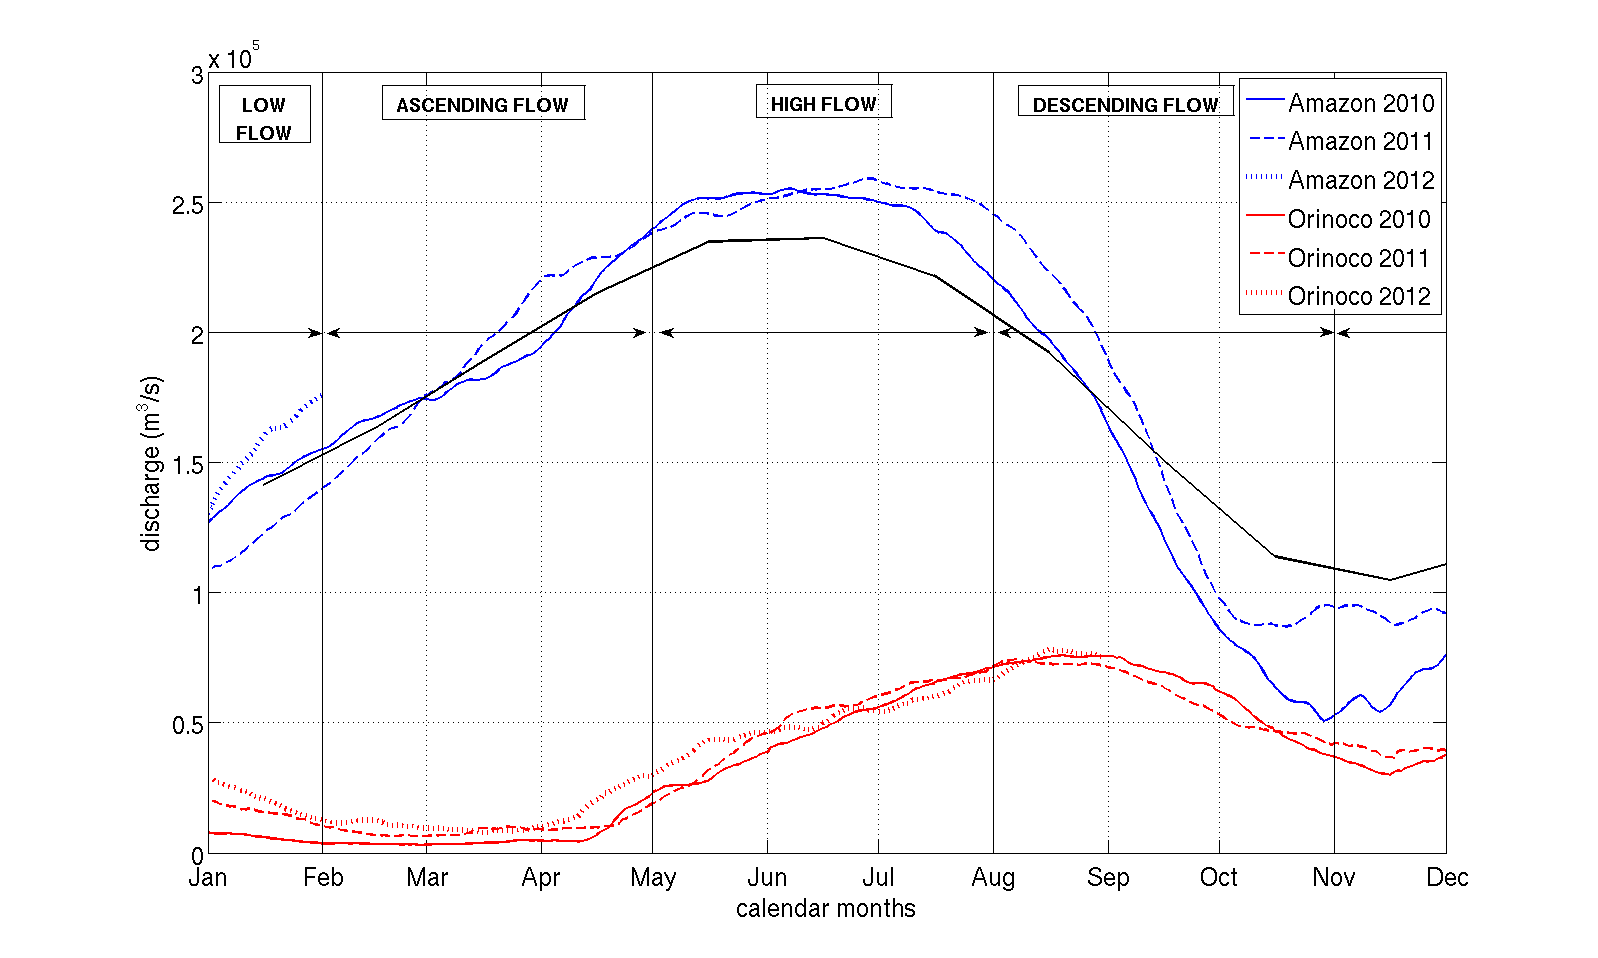 x 10^5
3
2.5
2
1.5
1
0.5
0
discharge (m^3/s)
LOW
FLOW
ASCENDING FLOW
HIGH FLOW
DESCENDING FLOW
Amazon 2010
Amazon 2011
Amazon 2012
Orinoco 2010
Orinoco 2011
Orinoco 2012
Jan Feb Mar Apr May Jun Jul Aug Sep Oct Nov Dec
calendar months